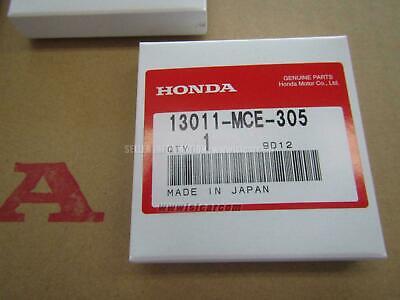 HONDA
GENUINE PARTS
Honda Motor Co., Ltd.
13011-MCE-305
1
QTY
9D12
MADE IN JAPAN
A.